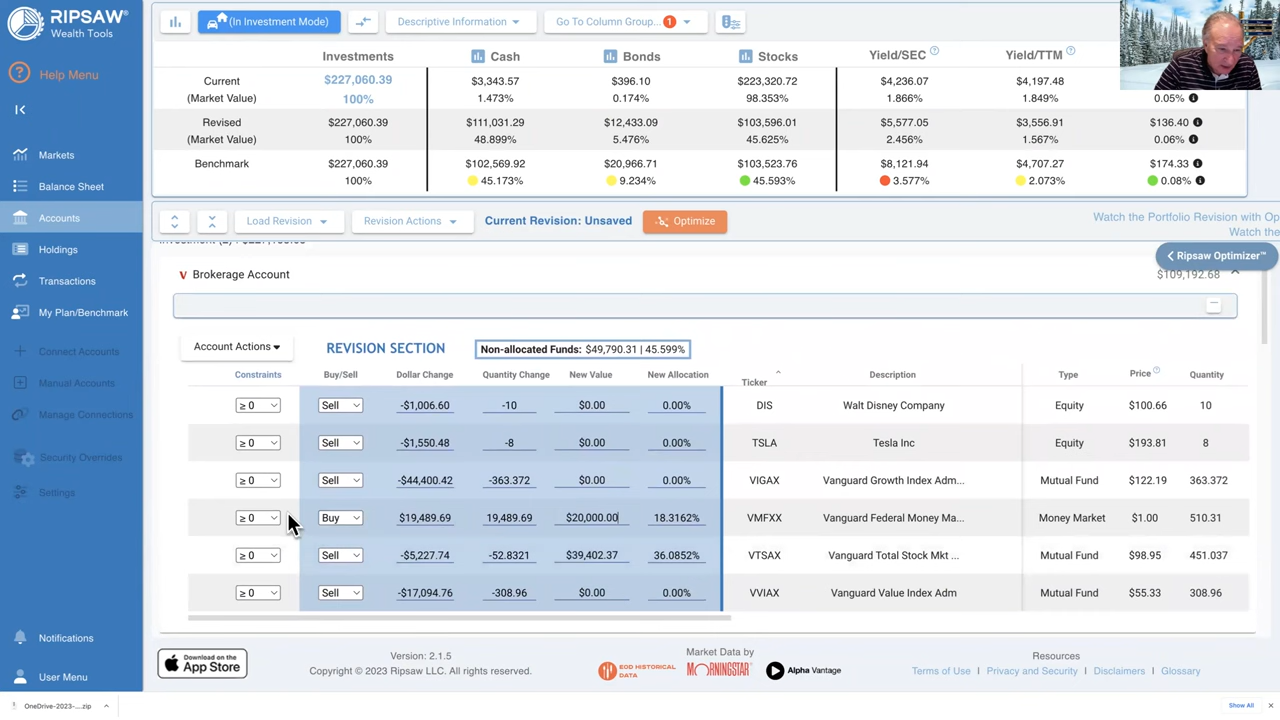 RIPSAW
Wealth Tools
Help Menu
Markets
Balance Sheet
Accounts
Holdings
Transactions
My Plan/Benchmark
Connect Accounts
Manual Accounts
Manage Connections
Security Overrides
Settings
Notifications
User Menu
(In Investment Mode)
Descriptive Information
Go To Column Group... 1
Investments Cash Bonds Stocks Yield/SEC Yield/TTM
Current $227,060.39 $3,343.57 $396.10 $223,320.72 $4,236.07 $4,197.48
(Market Value) 100% 1.473% 0.174% 98.353% 1.866% 1.849% 0.05%
Revised $227,060.39 $111,031.29 $12,433.09 $103,596.01 $5,577.05 $3,556.91 $136.40
(Market Value) 100% 48.899% 5.476% 45.625% 2.456% 1.567% 0.06%
Benchmark $227,060.39 $102,569.92 $20,966.71 $103,523.76 $8,121.94 $4,707.27 $174.33
100% 45.173% 9.234% 45.593% 3.577% 2.073% 0.08%
Load Revision
Revision Actions
Current Revision: Unsaved
Optimize
Watch the Portfolio Revision with Op
Watch the
Ripsaw Optimizer™
V Brokerage Account $109,192.68
Account Actions
REVISION SECTION
Non-allocated Funds: $49,790.31 | 45.599%
Constraints Buy/Sell Dollar Change Quantity Change New Value New Allocation Ticker Description Type Price Quantity
≥ 0 Sell -$1,006.60 -10 $0.00 0.00% DIS Walt Disney Company Equity $100.66 10
≥ 0 Sell -$1,550.48 -8 $0.00 0.00% TSLA Tesla Inc Equity $193.81 8
≥ 0 Sell -$44,400.42 -363.372 $0.00 0.00% VIGAX Vanguard Growth Index Adm... Mutual Fund $122.19 363.372
≥ 0 Buy $19,489.69 19,489.69 $20,000.00 18.3162% VMFXX Vanguard Federal Money Ma... Money Market $1.00 510.31
≥ 0 Sell -$5,227.74 -52.8321 $39,402.37 36.0852% VTSAX Vanguard Total Stock Mkt ... Mutual Fund $98.95 451.037
≥ 0 Sell -$17,094.76 -308.96 $0.00 0.00% VVIAX Vanguard Value Index Adm Mutual Fund $55.33 308.96
Download on the
App Store
Version: 2.1.5
Copyright © 2023 Ripsaw LLC. All rights reserved.
Market Data by
EOD HISTORICAL
DATA
MORNINGSTAR
Alpha Vantage
Resources
Terms of Use | Privacy and Security | Disclaimers | Glossary
OneDrive-2023-....zip
Show All